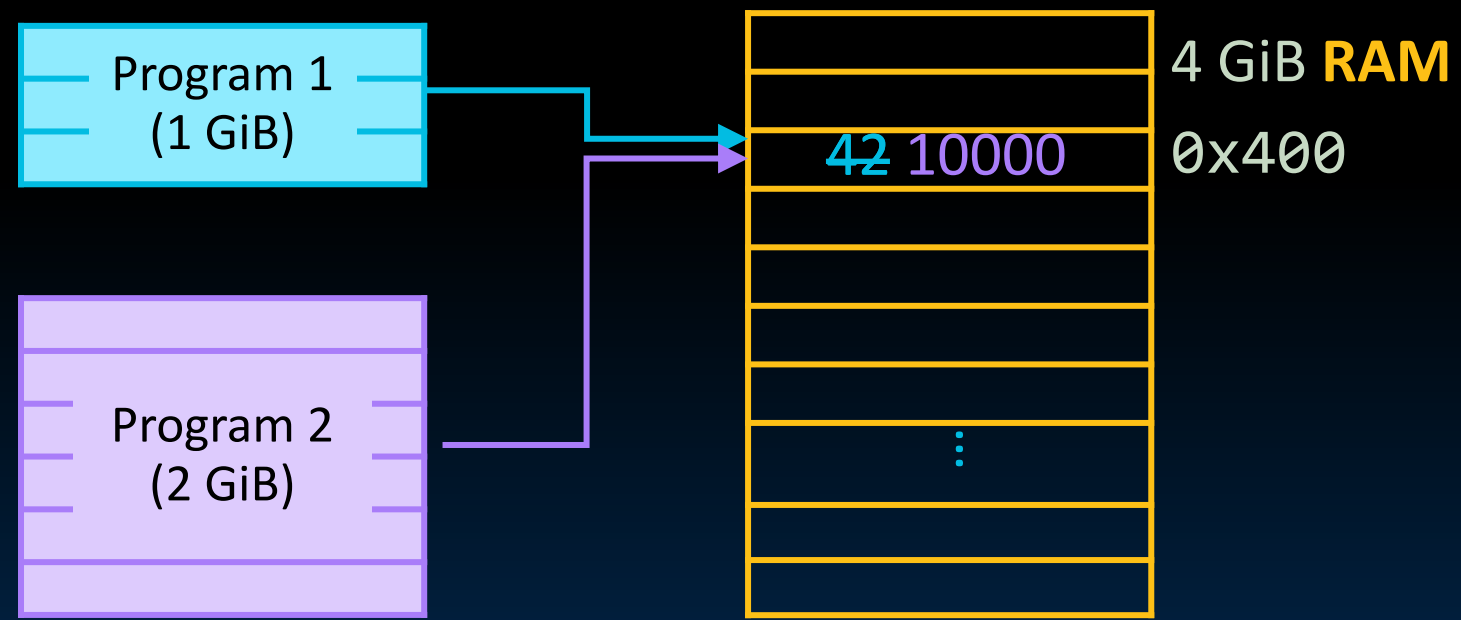 Program 1
(1 GiB)
4 GiB RAM
42 10000
0x400
Program 2
(2 GiB)
⋮